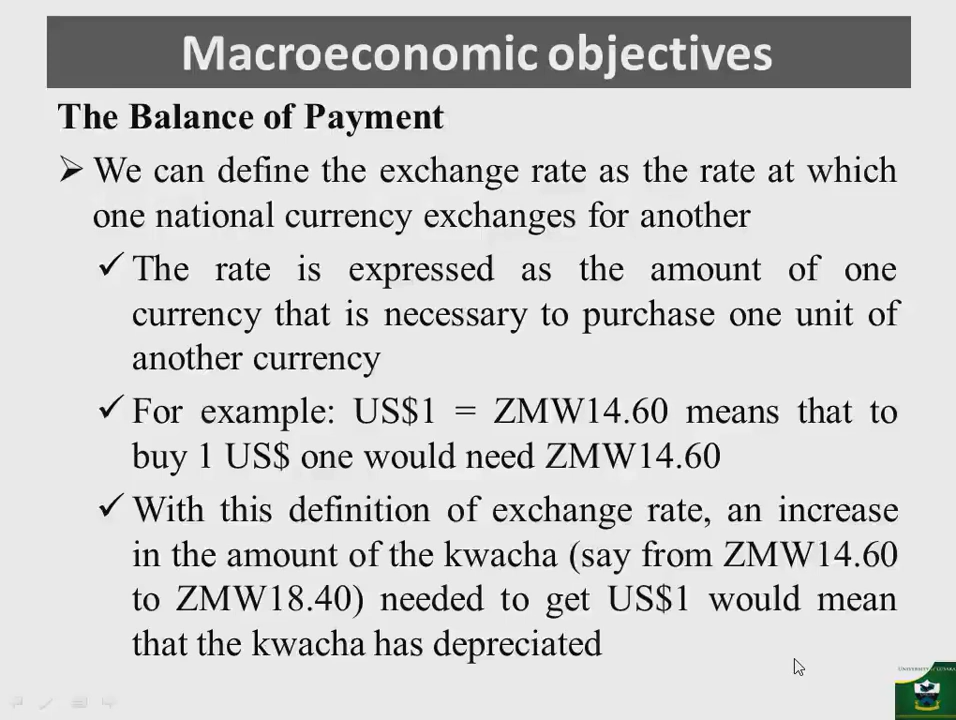 Macroeconomic objectives
The Balance of Payment
We can define the exchange rate as the rate at which
one national currency exchanges for another
The rate is expressed as the amount of one
currency that is necessary to purchase one unit of
another currency
For example: US$1 = ZMW14.60 means that to
buy 1 US$ one would need ZMW14.60
With this definition of exchange rate, an increase
in the amount of the kwacha (say from ZMW14.60
to ZMW18.40) needed to get US$1 would mean
that the kwacha has depreciated